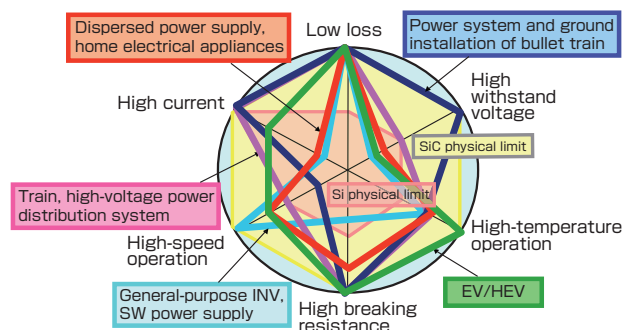 Dispersed power supply,
home electrical appliances
Low loss
Power system and ground
installation of bullet train
High current
High
withstand
voltage
SiC physical limit
Si physical limit
Train, high-voltage power
distribution system
High-speed
operation
High-temperature
operation
General-purpose INV,
SW power supply
High breaking
resistance
EV/HEV